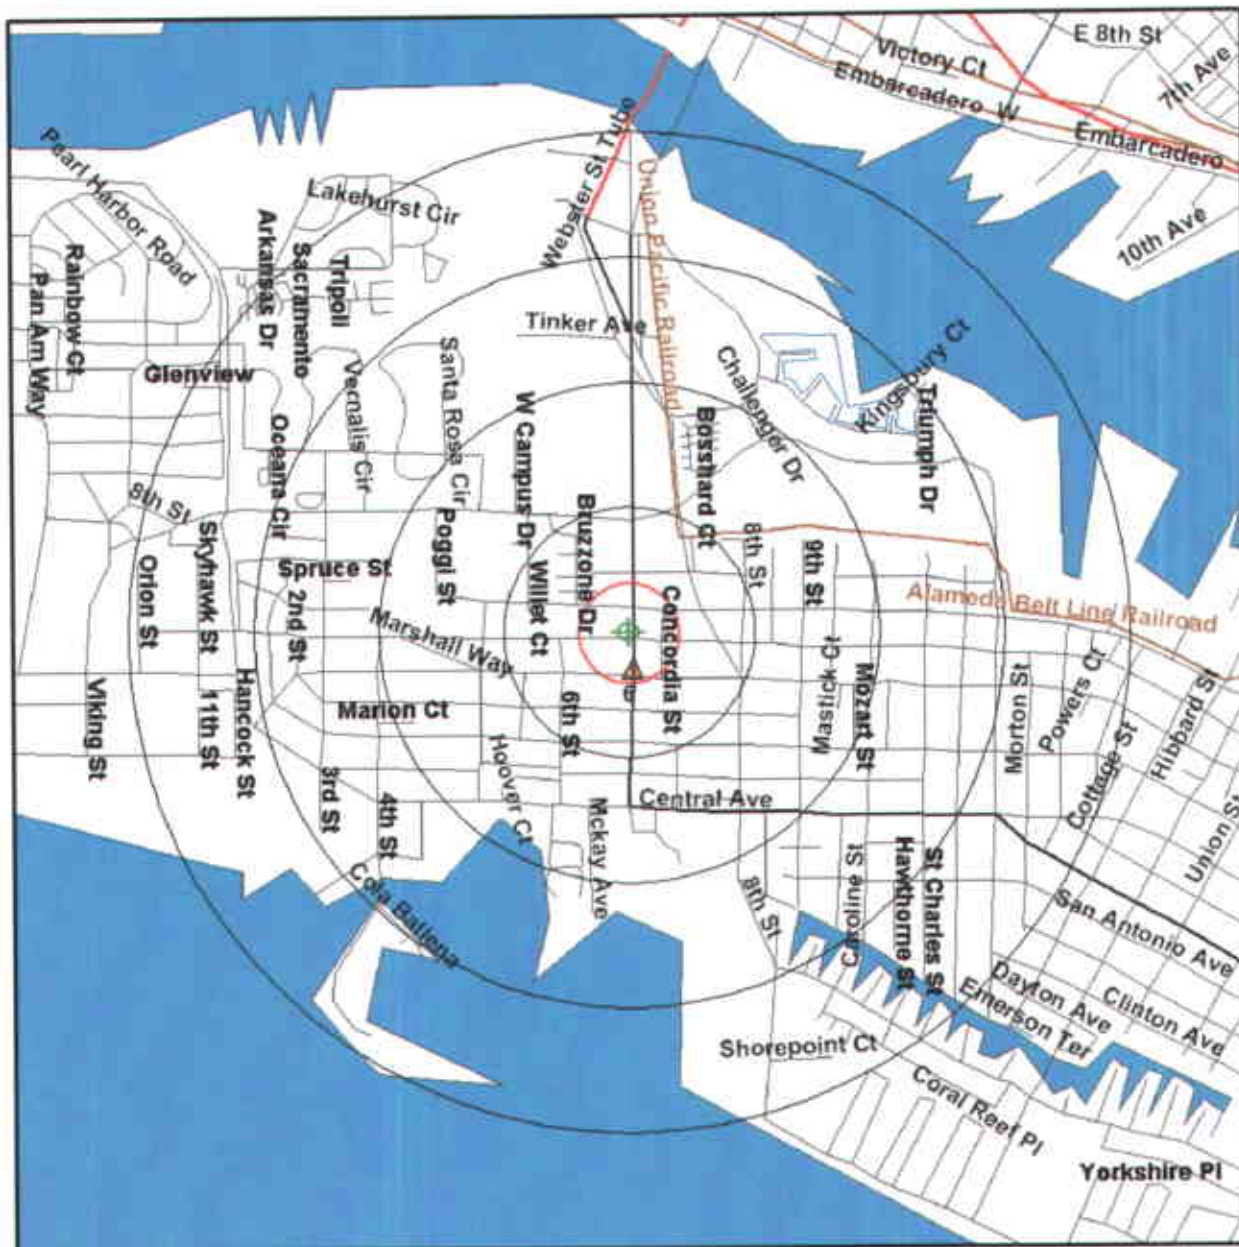 E 8th St
Victory Ct
7th Ave
Embarcadero W
Embarcadero
10th Ave
Pearl Harbor Road
Lakehurst Cir
Webster St Tube
Union Pacific Railroad
Arkansas Dr
Sacramento
Tripoli
Rainbow Ct
Pan Am Way
Tinker Ave
Glenview
Vernalis Cir
Santa Rosa Cir
Challenger Dr
Kingsbury Ct
Triumph Dr
W Campus Dr
Bosshard Ct
Oceana Cir
8th St
Bruzzone Dr
Poggi St
Skyhawk St
Orion St
Spruce St
2nd St
Willet Ct
Concordia St
8th St
9th St
Alameda Belt Line Railroad
Marshall Way
Mastick Ct
Mozart St
Morton St
Powers Ct
Hibbard St
Viking St
11th St
Hancock St
Marion Ct
6th St
Hoover Ct
Cottage St
3rd St
4th St
Mckay Ave
Central Ave
Union St
Caroline St
Hawthorne St
St Charles St
San Antonio Ave
8th St
Cola Ballena
Dayton Ave
Clinton Ave
Emerson Ter
Shorepoint Ct
Coral Reef Pl
Yorkshire Pl